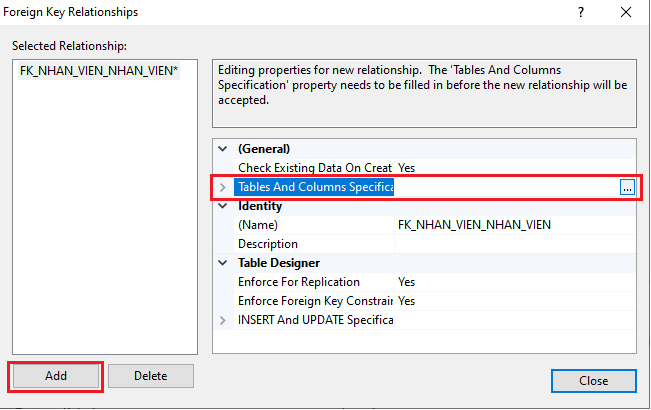 Foreign Key Relationships
?
Selected Relationship:
FK_NHAN_VIEN_NHAN_VIEN*
Editing properties for new relationship. The 'Tables And Columns
Specification' property needs to be filled in before the new relationship will be
accepted.
(General)
Check Existing Data On Creat Yes
Tables And Columns Specifica ...
Identity
(Name) FK_NHAN_VIEN_NHAN_VIEN
Description
Table Designer
Enforce For Replication Yes
Enforce Foreign Key Constrain Yes
INSERT And UPDATE Specifica
Add Delete
Close